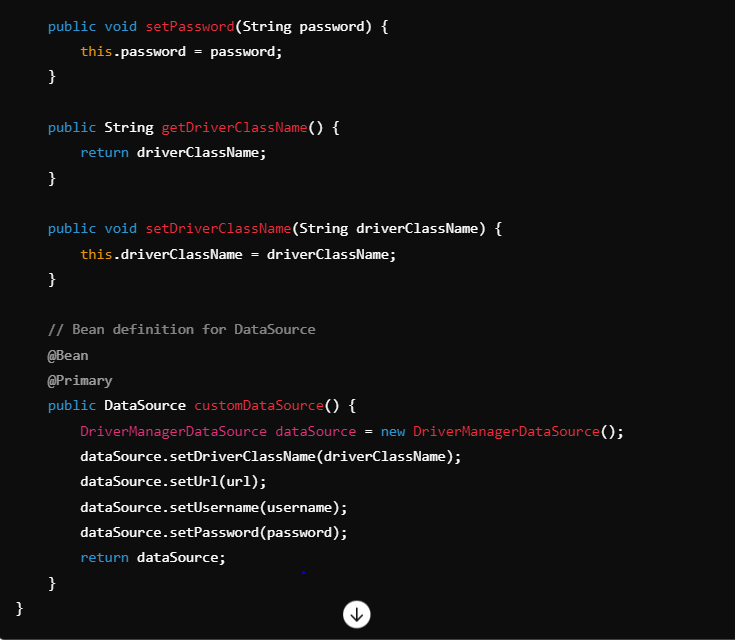 public void setPassword(String password) {
this.password = password;
}
public String getDriverClassName() {
return driverClassName;
}
public void setDriverClassName(String driverClassName) {
this.driverClassName = driverClassName;
}
// Bean definition for DataSource
@Bean
@Primary
public DataSource customDataSource() {
DriverManagerDataSource dataSource = new DriverManagerDataSource();
dataSource.setDriverClassName(driverClassName);
dataSource.setUrl(url);
dataSource.setUsername(username);
dataSource.setPassword(password);
return dataSource;
}
}